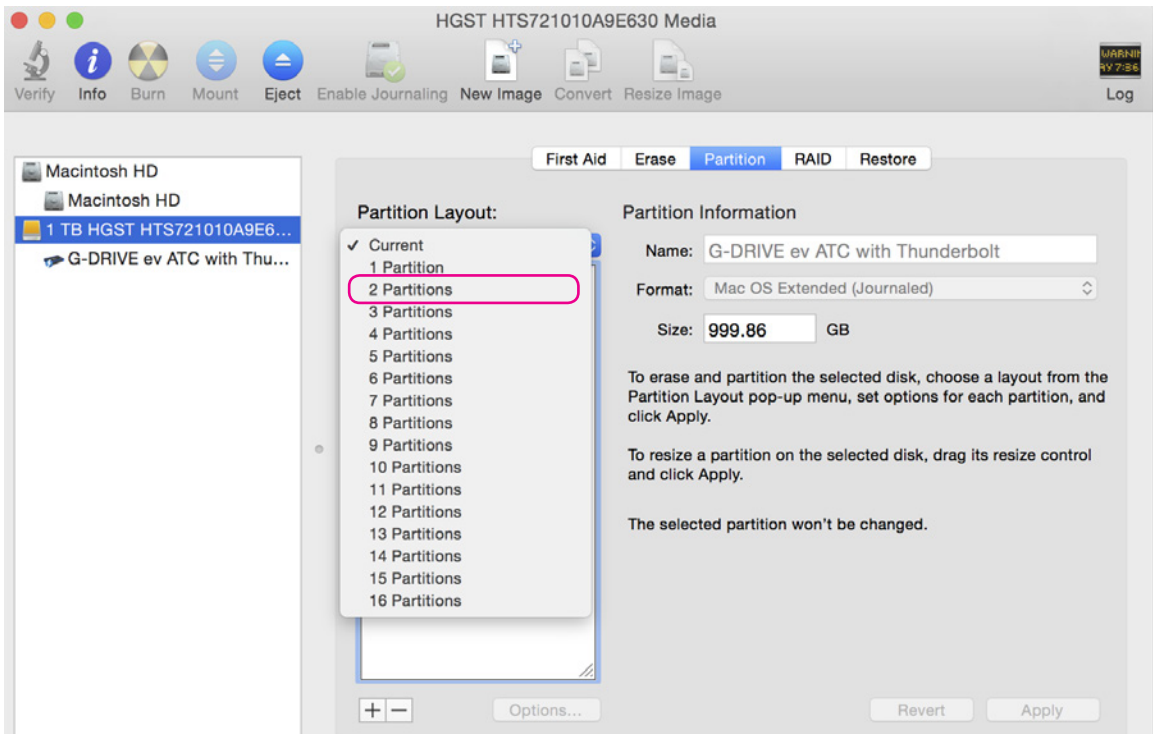 HGST HTS721010A9E630 Media
Verify Info Burn Mount Eject Enable Journaling New Image Convert Resize Image Log
WARNIN
AY 7:36
First Aid Erase Partition RAID Restore
Macintosh HD
Macintosh HD
1 TB HGST HTS721010A9E6...
G-DRIVE ev ATC with Thu...
Partition Layout:
✓ Current
1 Partition
2 Partitions
3 Partitions
4 Partitions
5 Partitions
6 Partitions
7 Partitions
8 Partitions
9 Partitions
10 Partitions
11 Partitions
12 Partitions
13 Partitions
14 Partitions
15 Partitions
16 Partitions
+ −
Options...
Partition Information
Name: G-DRIVE ev ATC with Thunderbolt
Format: Mac OS Extended (Journaled)
Size: 999.86 GB
To erase and partition the selected disk, choose a layout from the
Partition Layout pop-up menu, set options for each partition, and
click Apply.
To resize a partition on the selected disk, drag its resize control
and click Apply.
The selected partition won't be changed.
Revert Apply